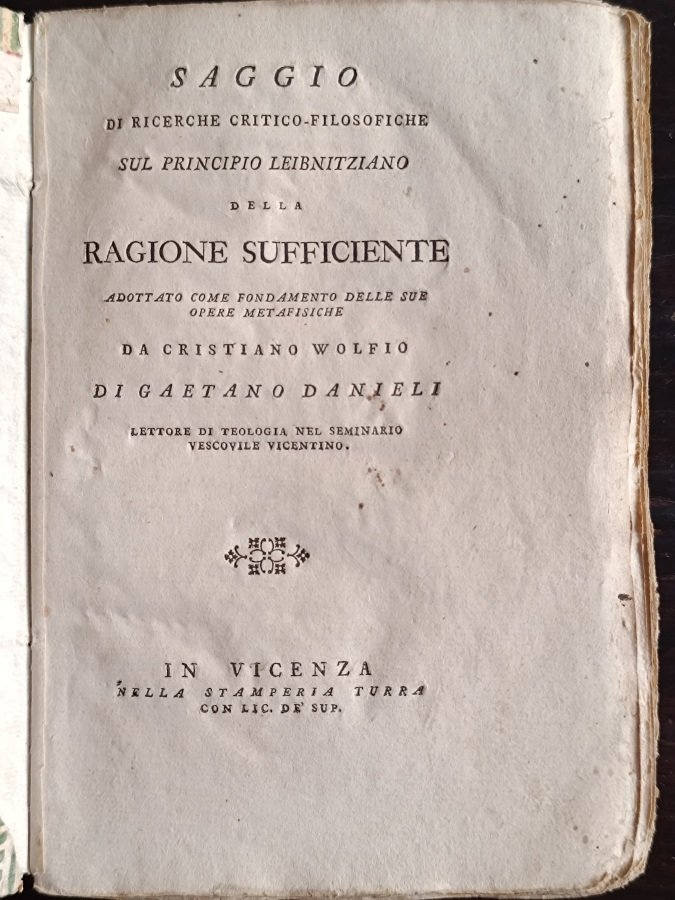 SAGGIO
DI RICERCHE CRITICO-FILOSOFICHE
SUL PRINCIPIO LEIBNITZIANO
DELLA
RAGIONE SUFFICIENTE
ADOTTATO COME FONDAMENTO DELLE SUE
OPERE METAFISICHE
DA CRISTIANO WOLFIO
DI GAETANO DANIELI
LETTORE DI TEOLOGIA NEL SEMINARIO
VESCOVILE VICENTINO.
IN VICENZA
NELLA STAMPERIA TURRA
CON LIC. DE' SUP.